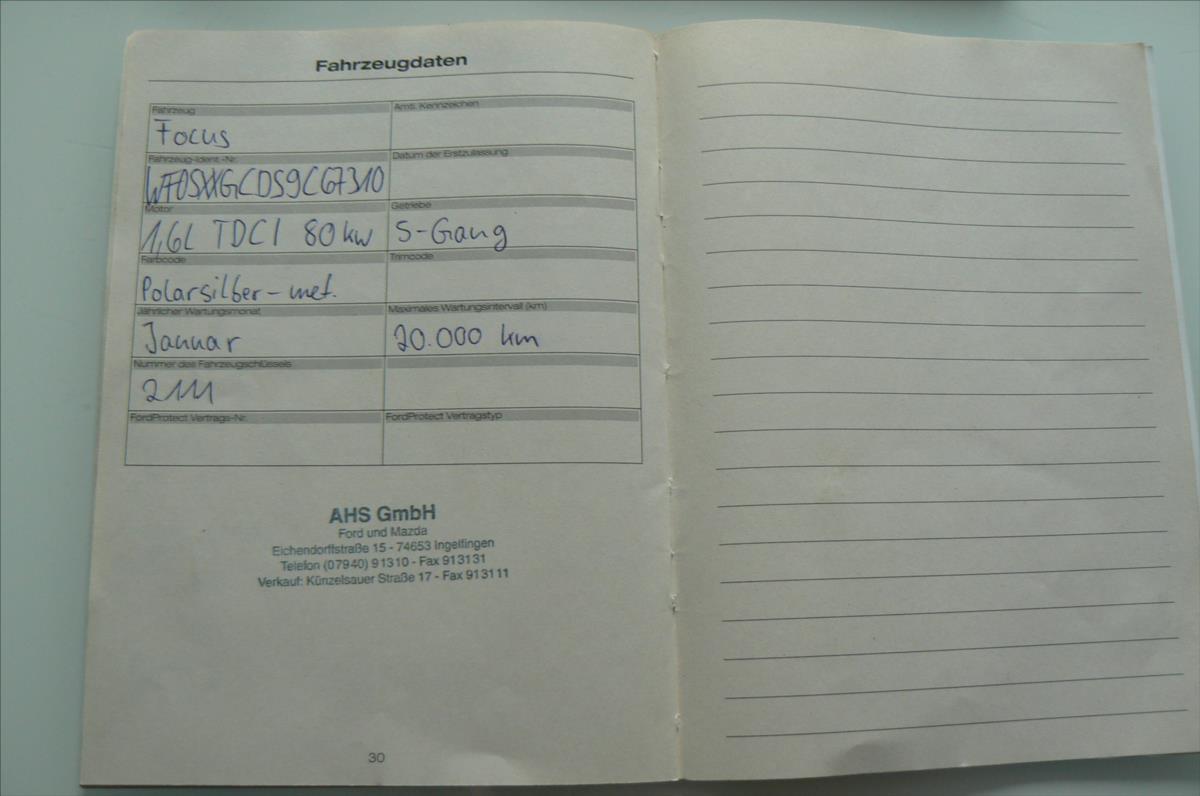 Fahrzeugdaten
Fahrzeug
Amtl. Kennzeichen
Focus
Fahrzeug-Ident.-Nr.
Datum der Erstzulassung
WF0SXXGCDS9C67310
Motor
Getriebe
1,6l TDCI 80 kw
5-Gang
Farbcode
Trimcode
Polarsilber-met.
Jährlicher Wartungsmonat
Maximales Wartungsintervall (km)
Januar
20.000 km
Nummer des Fahrzeugschlüssels
2111
FordProtect Vertrags-Nr.
FordProtect Vertragstyp
AHS GmbH
Ford und Mazda
Eichendorffstraße 15 - 74653 Ingelfingen
Telefon (07940) 91310 - Fax 913131
Verkauf: Künzelsauer Straße 17 - Fax 913111
30